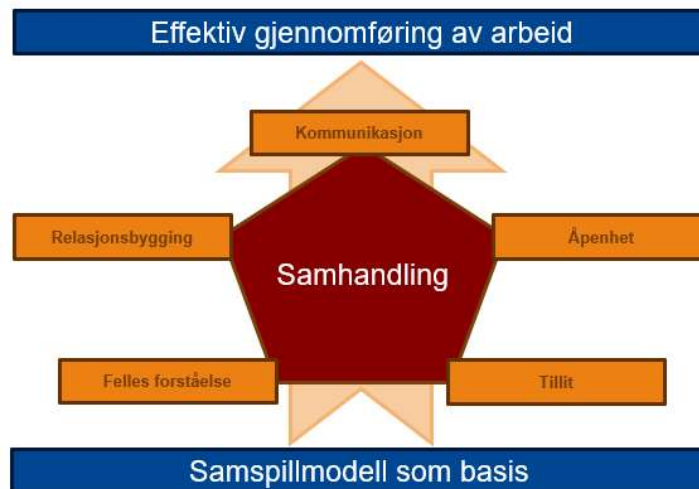 Effektiv gjennomføring av arbeid
Kommunikasjon
Relasjonsbygging
Åpenhet
Samhandling
Felles forståelse
Tillit
Samspillmodell som basis